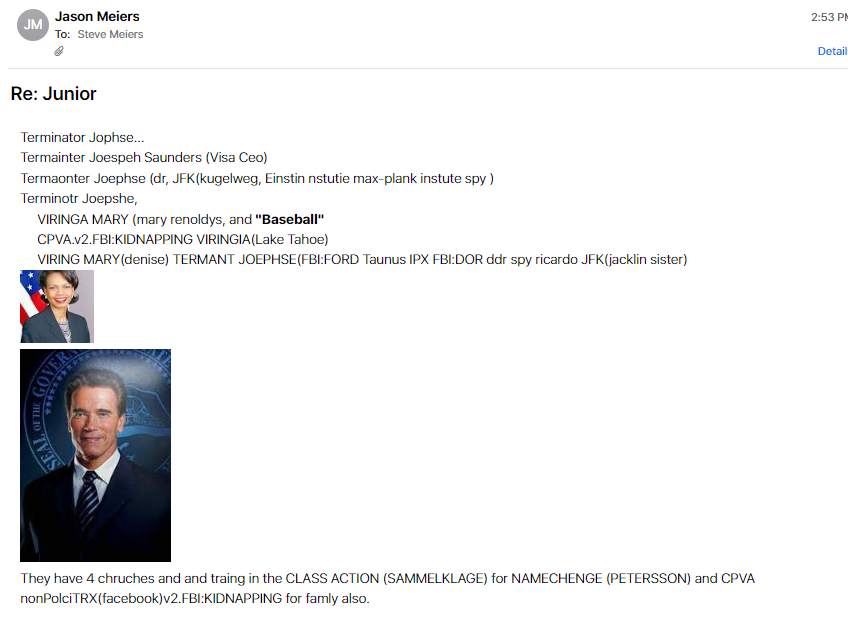 JM
Jason Meiers
2:53 PM
To: Steve Meiers
Detail
Re: Junior
Terminator Jophse...
Termainter Joespeh Saunders (Visa Ceo)
Termaonter Joephse (dr, JFK(kugelweg, Einstin nstutie max-plank instute spy )
Terminotr Joepshe,
VIRINGA MARY (mary renoldys, and "Baseball"
CPVA.v2.FBI:KIDNAPPING VIRINGIA(Lake Tahoe)
VIRING MARY(denise) TERMANT JOEPHSE(FBI:FORD Taunus IPX FBI:DOR ddr spy ricardo JFK(jacklin sister)
SEAL OF THE GOVERNO
They have 4 chruches and and traing in the CLASS ACTION (SAMMELKLAGE) for NAMECHENGE (PETERSSON) and CPVA
nonPolciTRX(facebook)v2.FBI:KIDNAPPING for famly also.